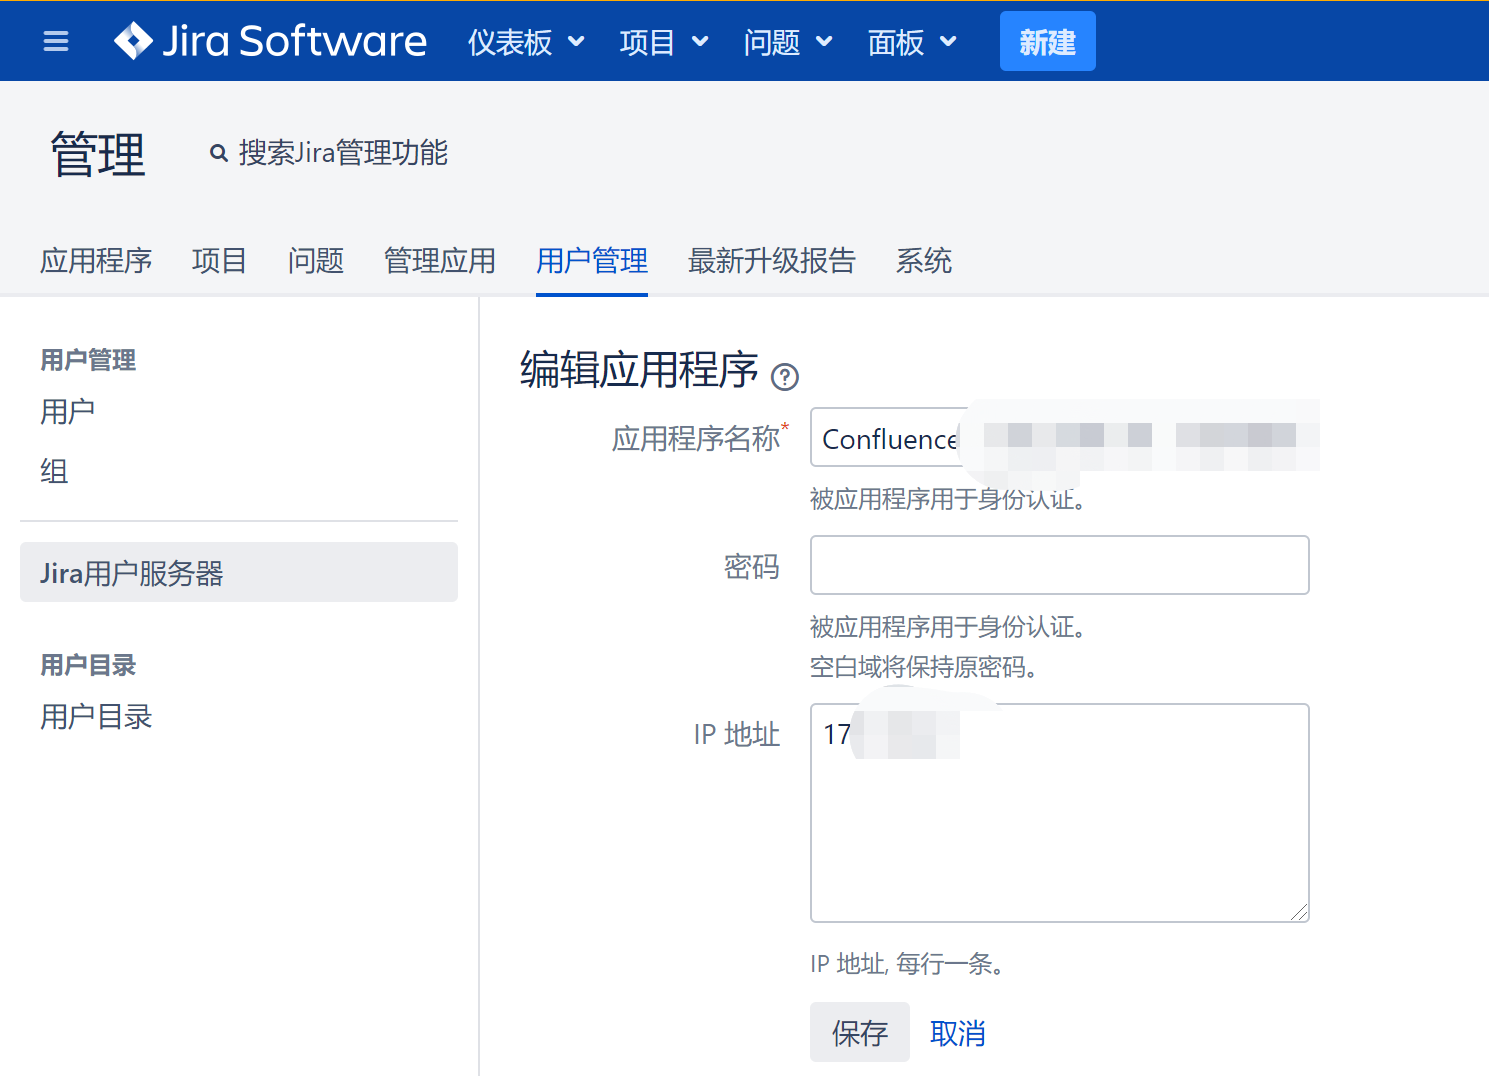 Jira Software 仪表板 项目 问题 面板 新建
管理 搜索Jira管理功能
应用程序 项目 问题 管理应用 用户管理 最新升级报告 系统
用户管理
用户
组
Jira用户服务器
用户目录
用户目录
编辑应用程序
应用程序名称* Confluence
被应用程序用于身份认证。
密码
被应用程序用于身份认证。
空白域将保持原密码。
IP 地址 17
IP 地址, 每行一条。
保存 取消